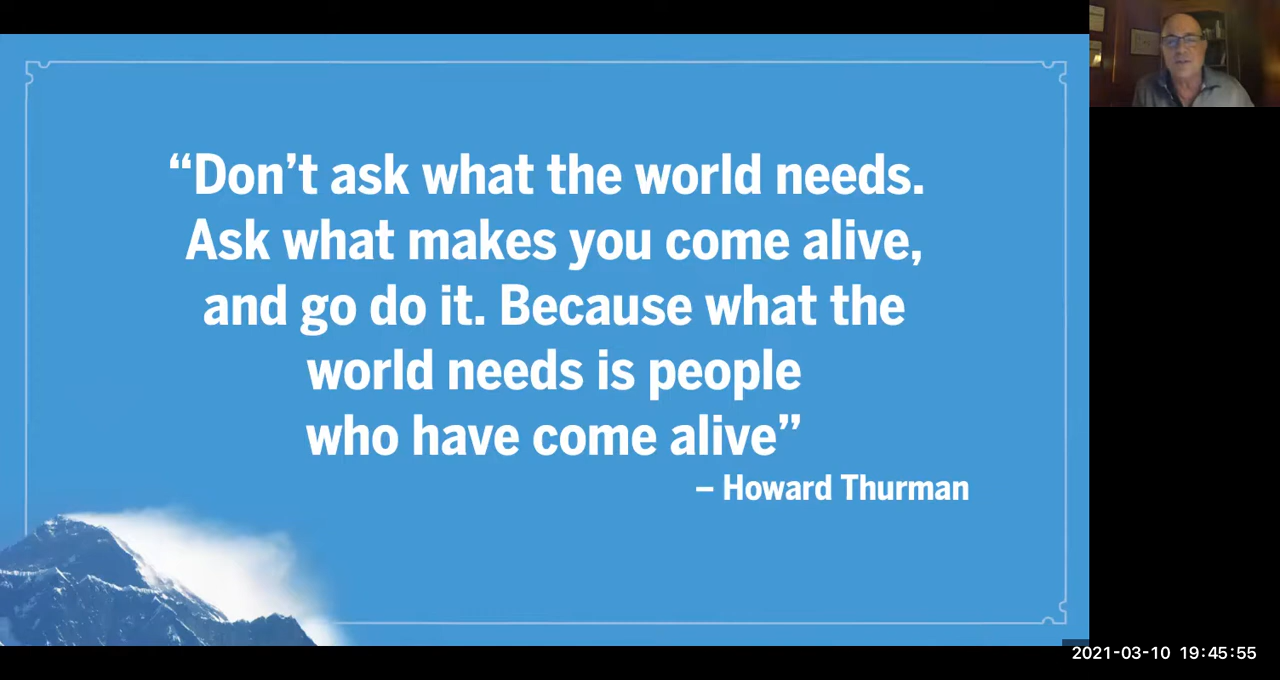 “Don’t ask what the world needs.
Ask what makes you come alive,
and go do it. Because what the
world needs is people
who have come alive”
– Howard Thurman
2021-03-10 19:45:55